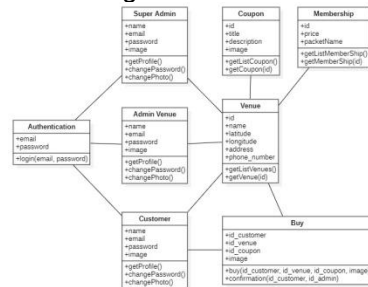 Super Admin
+name
+email
+password
+image
+getProfile()
+changePassword()
+changePhoto()
Coupon
+id
+title
+description
+image
+getListCoupon()
+getCoupon(id)
Membership
+id
+price
+packetName
+getListMemberShip()
+getMemberShip(id)
Authentication
+email
+password
+login(email, password)
Admin Venue
+name
+email
+password
+image
+getProfile()
+changePassword()
+changePhoto()
Venue
+id
+name
+latitude
+longitude
+address
+phone_number
+getListVenues()
+getVenue(id)
Customer
+name
+email
+password
+image
+getProfile()
+changePassword()
+changePhoto()
Buy
+id_customer
+id_venue
+id_coupon
+image
+buy(id_customer, id_venue, id_coupon, image)
+confirmation(id_customer, id_admin)